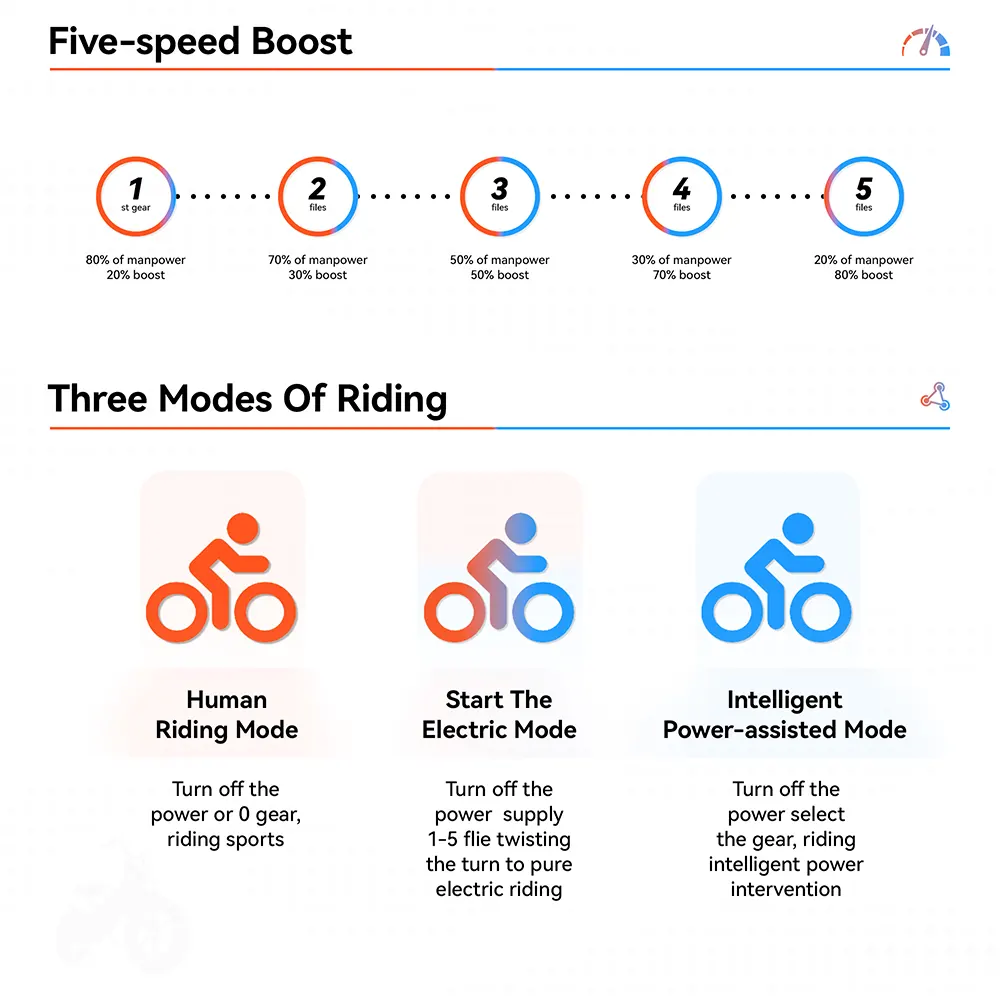 Five-speed Boost
1
st gear
2
files
3
files
4
files
5
files
80% of manpower
20% boost
70% of manpower
30% boost
50% of manpower
50% boost
30% of manpower
70% boost
20% of manpower
80% boost
Three Modes Of Riding
Human
Riding Mode
Turn off the
power or 0 gear,
riding sports
Start The
Electric Mode
Turn off the
power supply
1-5 flie twisting
the turn to pure
electric riding
Intelligent
Power-assisted Mode
Turn off the
power select
the gear, riding
intelligent power
intervention